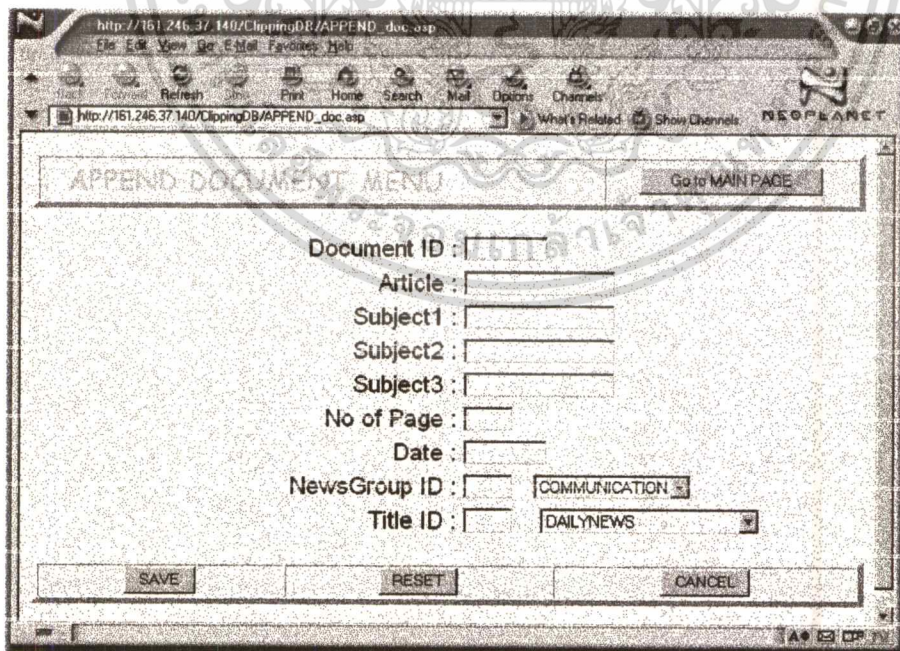 http://161.246.37.140/ClippingDB/APPEND_doc.asp
File Edit View Go E-Mail Favorites Help
Back Forward Refresh Stop Print Home Search Mail Options Channels
http://161.246.37.140/ClippingDB/APPEND_doc.asp What's Related Show Channels NEOPLANET
APPEND DOCUMENT MENU Go to MAIN PAGE
Document ID :
Article :
Subject1 :
Subject2 :
Subject3 :
No of Page :
Date :
NewsGroup ID : COMMUNICATION
Title ID : DAILYNEWS
SAVE RESET CANCEL